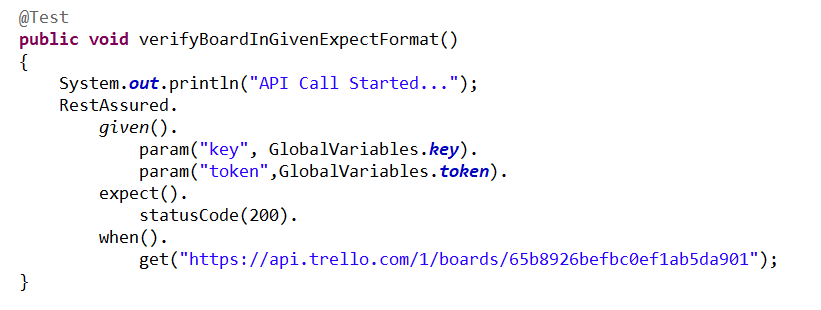 @Test
public void verifyBoardInGivenExpectFormat()
{
    System.out.println("API Call Started...");
    RestAssured.
        given().
            param("key", GlobalVariables.key).
            param("token",GlobalVariables.token).
        expect().
            statusCode(200).
        when().
            get("https://api.trello.com/1/boards/65b8926befbc0ef1ab5da901");
}